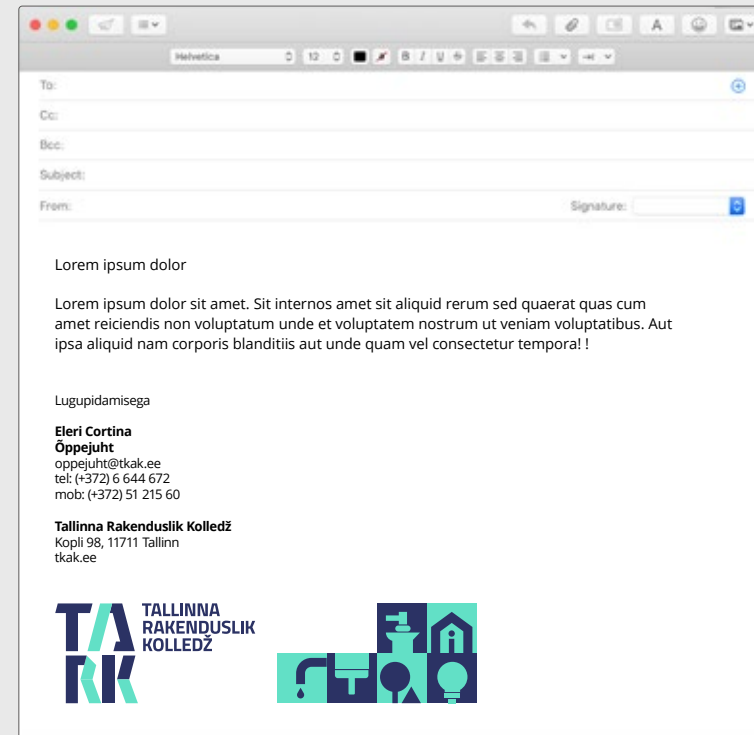 Helvetica 12 B I U S
To:
Cc:
Bcc:
Subject:
From: Signature:
Lorem ipsum dolor
Lorem ipsum dolor sit amet. Sit internos amet sit aliquid rerum sed quaerat quas cum
amet reiciendis non voluptatum unde et voluptatem nostrum ut veniam voluptatibus. Aut
ipsa aliquid nam corporis blanditiis aut unde quam vel consectetur tempora! !
Lugupidamisega
Eleri Cortina
Õppejuht
oppejuht@tkak.ee
tel: (+372) 6 644 672
mob: (+372) 51 215 60
Tallinna Rakenduslik Kolledž
Kopli 98, 11711 Tallinn
tkak.ee
TA
RK
TALLINNA
RAKENDUSLIK
KOLLEDŽ